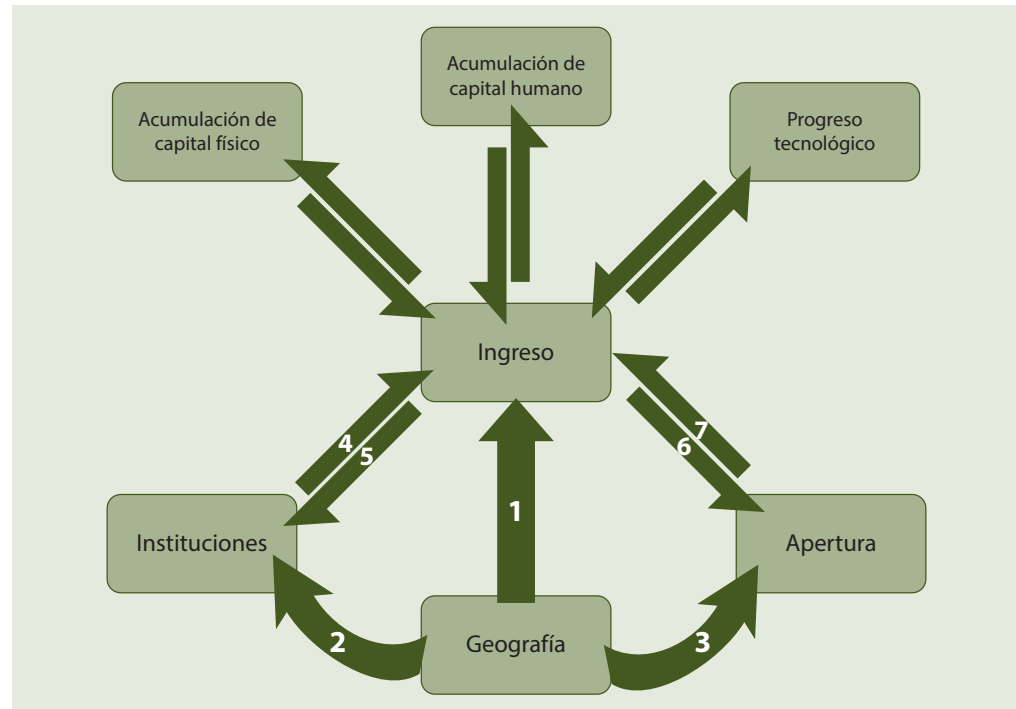 Acumulación de
capital humano
Acumulación de
capital físico
Progreso
tecnológico
Ingreso
4
5
7
6
1
Instituciones
Apertura
2
Geografía
3